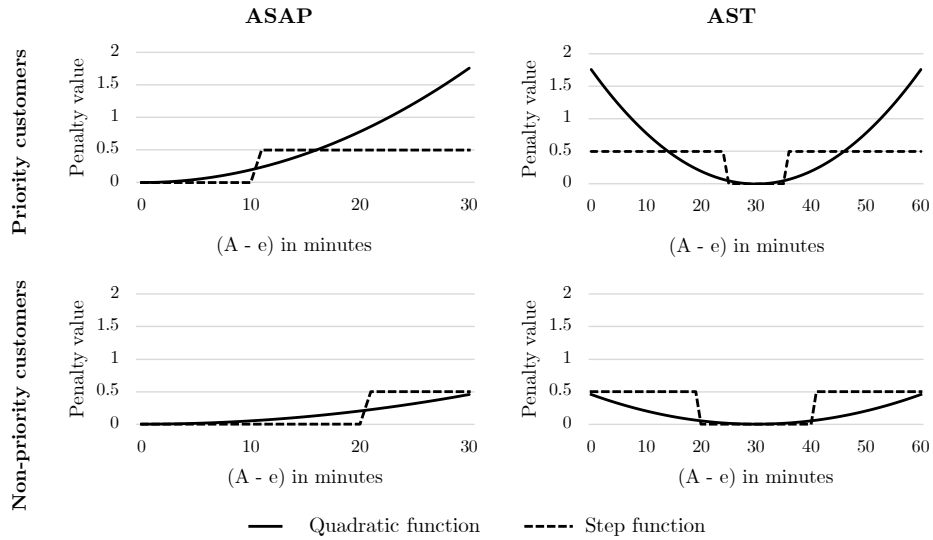 ASAP
AST
Priority customers
Penalty value
2
1.5
1
0.5
0
0 10 20 30
(A - e) in minutes
Penalty value
2
1.5
1
0.5
0
0 10 20 30 40 50 60
(A - e) in minutes
Non-priority customers
Penalty value
2
1.5
1
0.5
0
0 10 20 30
(A - e) in minutes
Penalty value
2
1.5
1
0.5
0
0 10 20 30 40 50 60
(A - e) in minutes
Quadratic function
Step function